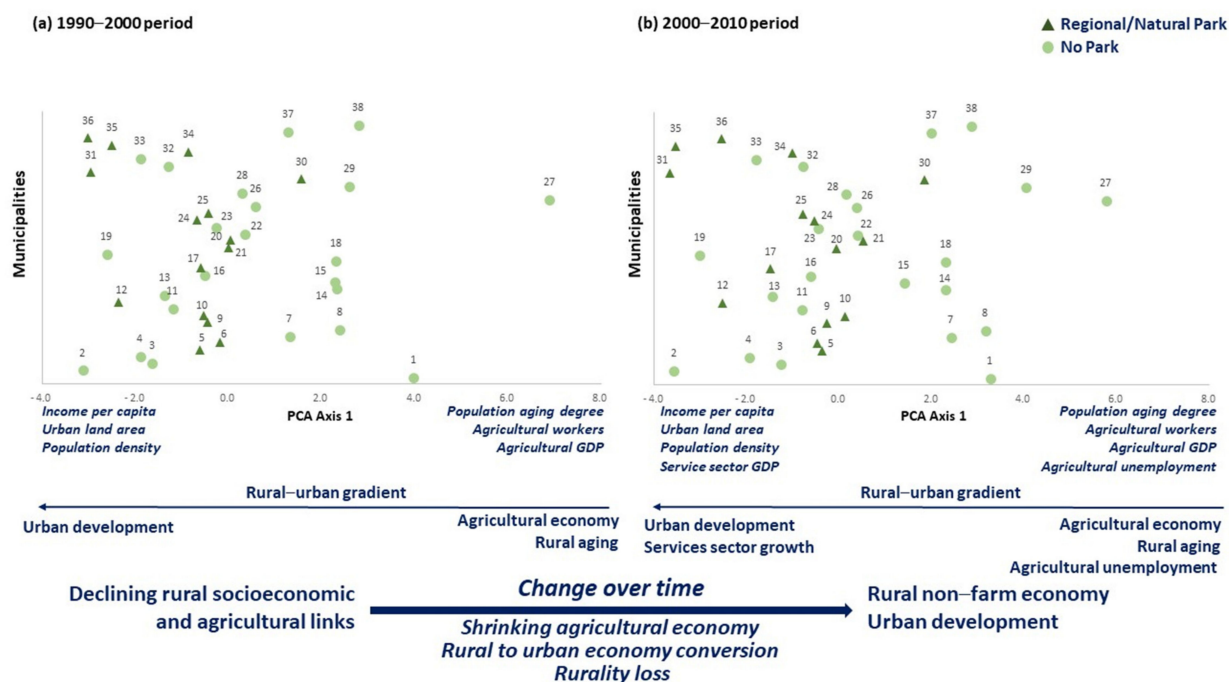 (a) 1990–2000 period
(b) 2000–2010 period
Regional/Natural Park
No Park
Municipalities
36
35
33
32
34
31
37
38
30
29
27
28
26
25
24
23
22
20
21
19
18
17
16
15
14
13
12
11
10
9
8
7
6
5
4
3
2
1
-4.0
-2.0
0.0
2.0
4.0
6.0
8.0
PCA Axis 1
Income per capita
Urban land area
Population density
Population aging degree
Agricultural workers
Agricultural GDP
Municipalities
35
36
33
34
32
31
37
38
30
29
27
28
26
25
24
23
22
20
21
19
18
17
16
15
14
13
12
11
10
9
8
7
6
5
4
3
2
1
-4.0
-2.0
0.0
2.0
4.0
6.0
8.0
PCA Axis 1
Income per capita
Urban land area
Population density
Service sector GDP
Population aging degree
Agricultural workers
Agricultural GDP
Agricultural unemployment
Rural–urban gradient
Urban development
Agricultural economy
Rural aging
Rural–urban gradient
Urban development
Services sector growth
Agricultural economy
Rural aging
Agricultural unemployment
Declining rural socioeconomic
and agricultural links
Change over time
Shrinking agricultural economy
Rural to urban economy conversion
Rurality loss
Rural non–farm economy
Urban development